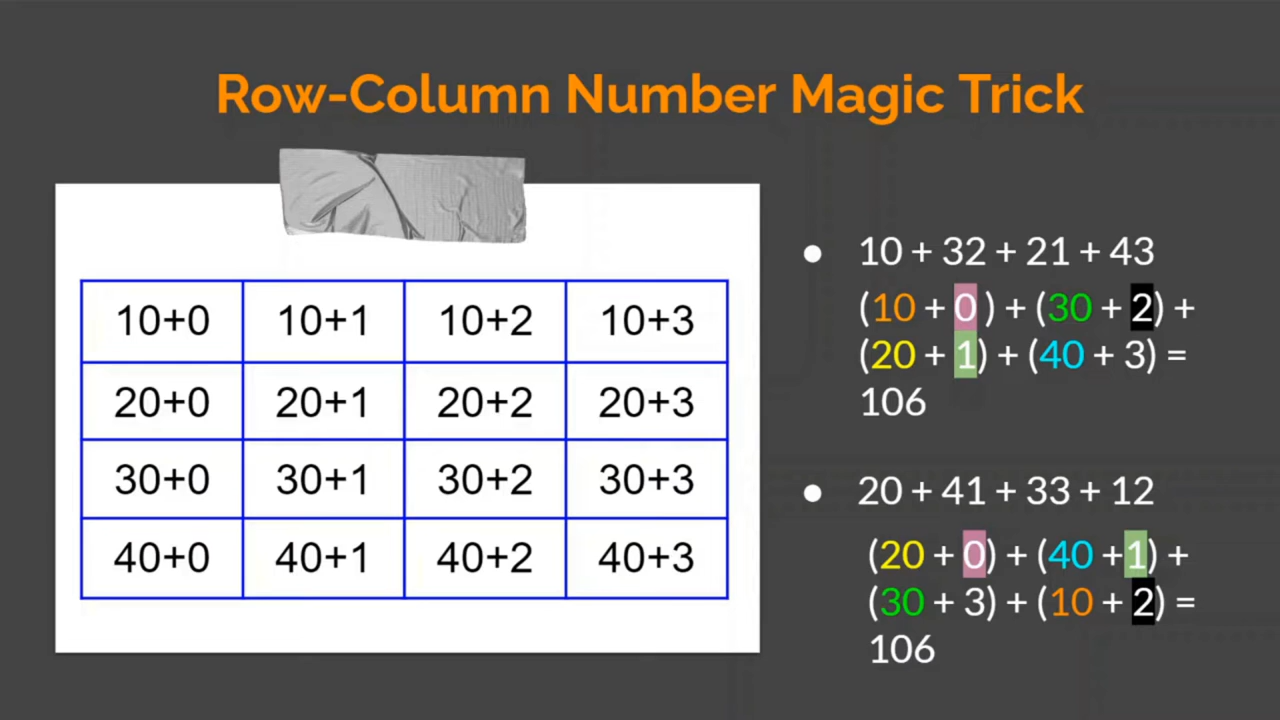 Row-Column Number Magic Trick
10+0 10+1 10+2 10+3
20+0 20+1 20+2 20+3
30+0 30+1 30+2 30+3
40+0 40+1 40+2 40+3
● 10 + 32 + 21 + 43
(10 + 0 ) + (30 + 2) +
(20 + 1) + (40 + 3) =
106
● 20 + 41 + 33 + 12
(20 + 0) + (40 +1) +
(30 + 3) + (10 + 2) =
106